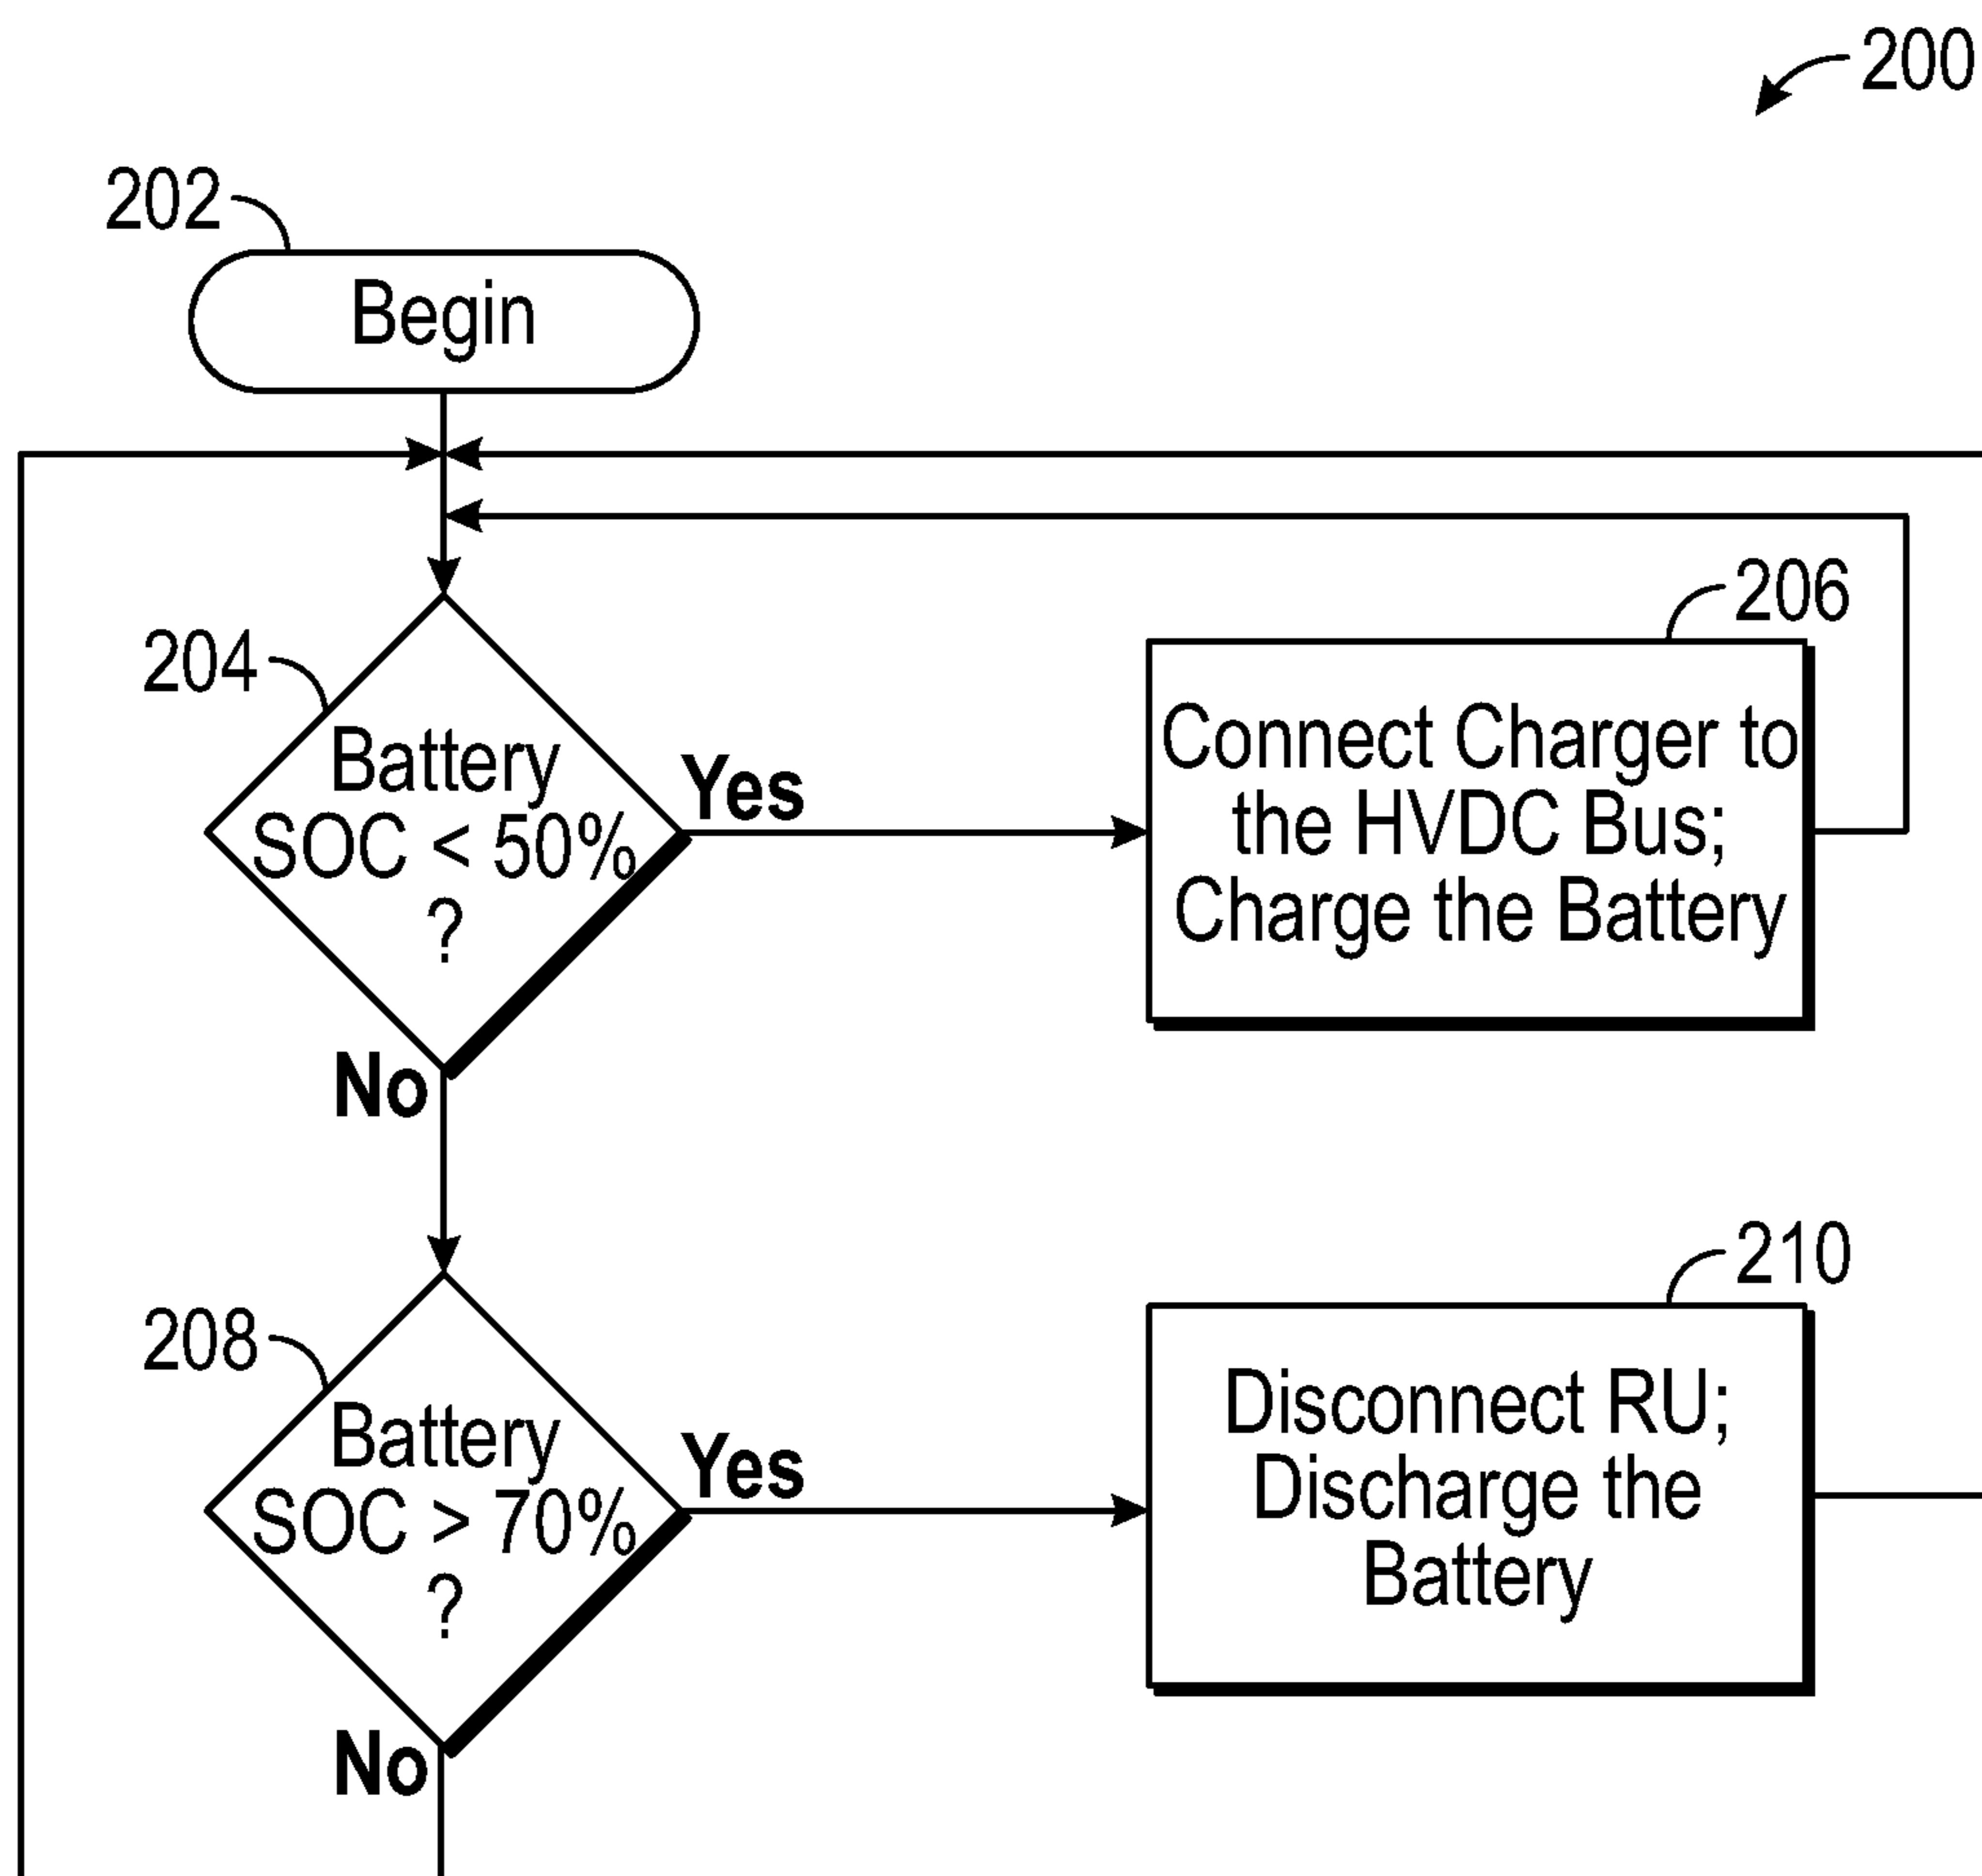 200
202
Begin
204
Battery
SOC < 50%
?
Yes
No
206
Connect Charger to
the HVDC Bus;
Charge the Battery
208
Battery
SOC > 70%
?
Yes
No
210
Disconnect RU;
Discharge the
Battery